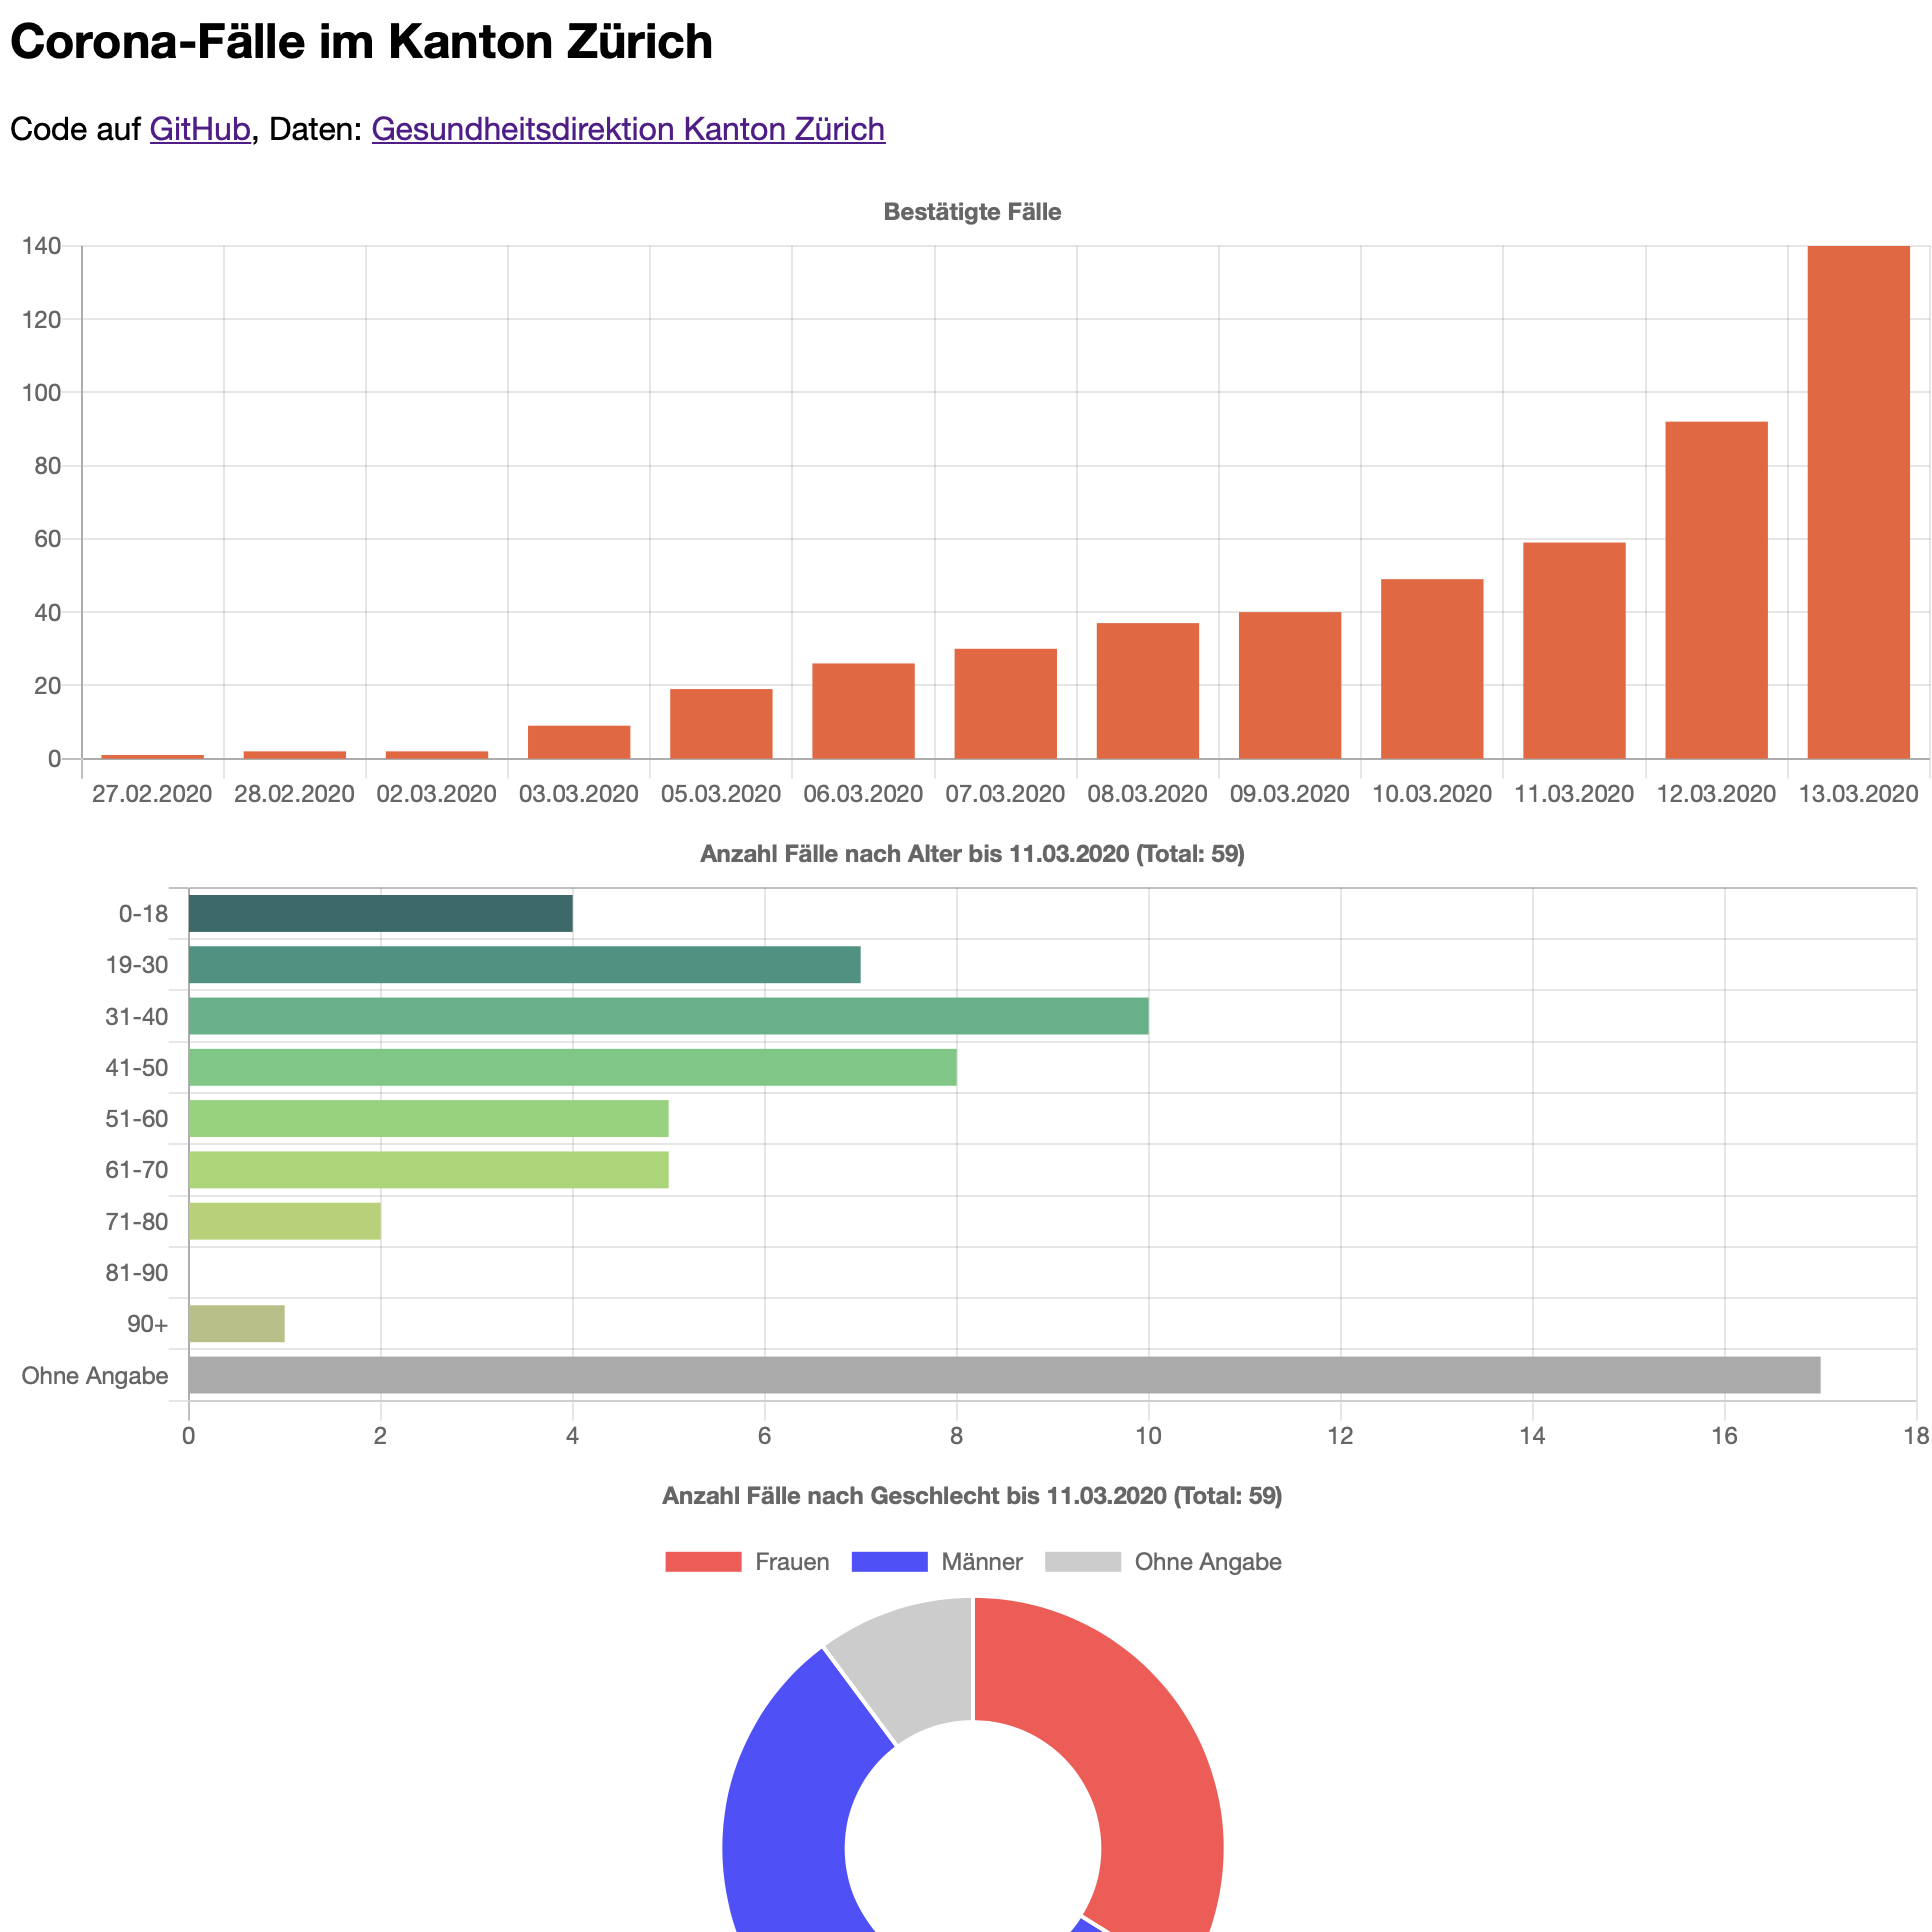 Corona-Fälle im Kanton Zürich
Code auf GitHub, Daten: Gesundheitsdirektion Kanton Zürich
Bestätigte Fälle
140
120
100
80
60
40
20
0
27.02.2020 28.02.2020 02.03.2020 03.03.2020 05.03.2020 06.03.2020 07.03.2020 08.03.2020 09.03.2020 10.03.2020 11.03.2020 12.03.2020 13.03.2020
Anzahl Fälle nach Alter bis 11.03.2020 (Total: 59)
0-18
19-30
31-40
41-50
51-60
61-70
71-80
81-90
90+
Ohne Angabe
0 2 4 6 8 10 12 14 16 18
Anzahl Fälle nach Geschlecht bis 11.03.2020 (Total: 59)
Frauen Männer Ohne Angabe